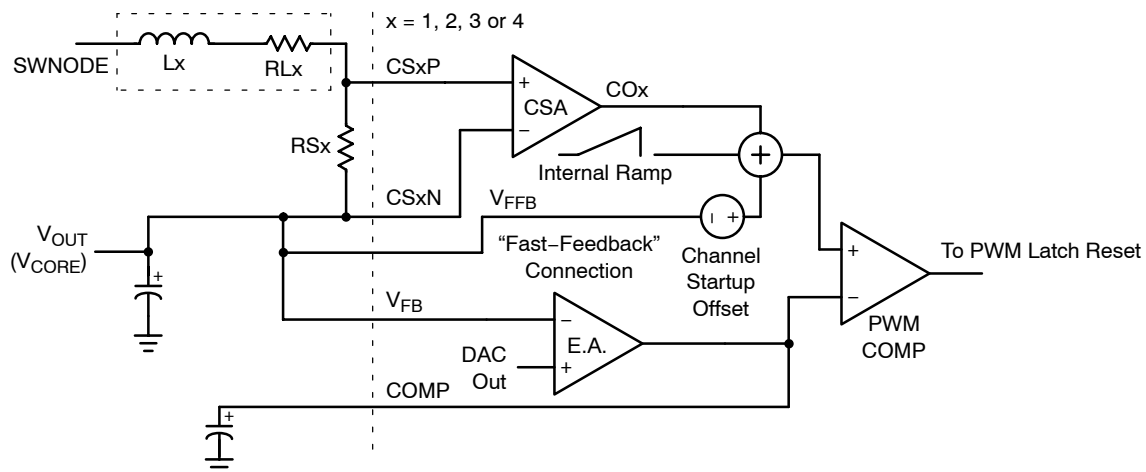 x = 1, 2, 3 or 4
SWNODE
Lx
RLx
CSxP
+
CSA
−
COx
RSx
Internal Ramp
+
CSxN
VFFB
− +
VOUT
(VCORE)
+
“Fast−Feedback”
Connection
Channel
Startup
Offset
+
−
To PWM Latch Reset
PWM
COMP
VFB
−
E.A.
+
DAC
Out
COMP
+